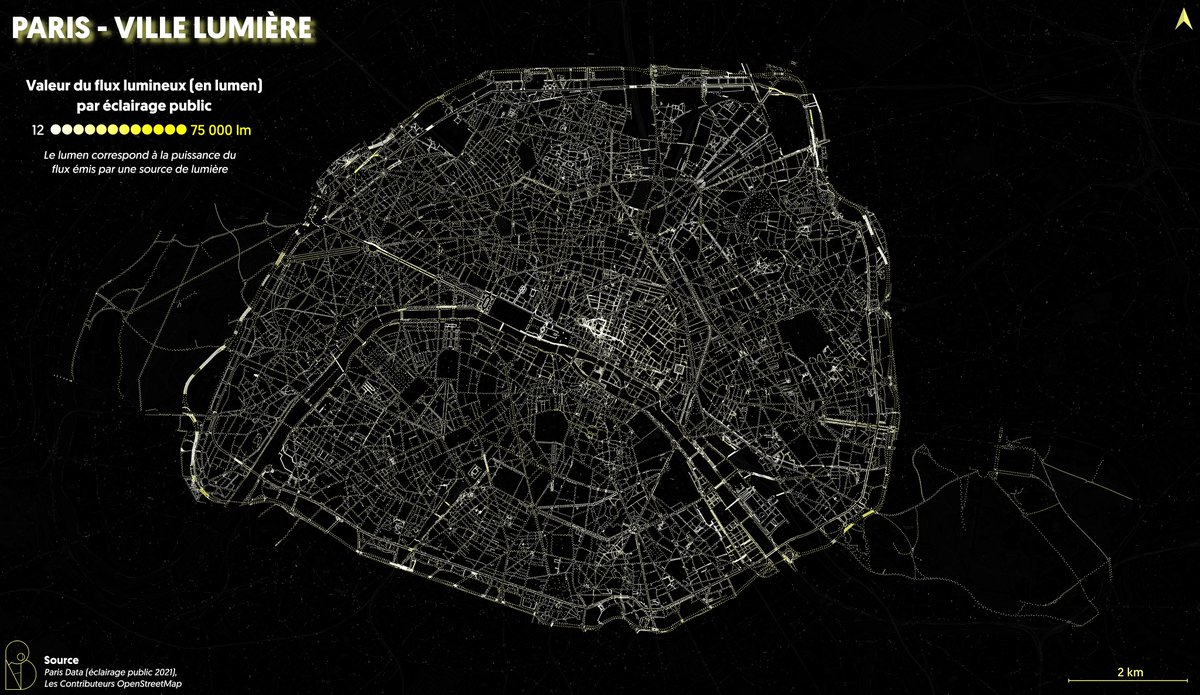 PARIS - VILLE LUMIÈRE
Valeur du flux lumineux (en lumen)
par éclairage public
12 75 000 lm
Le lumen correspond à la puissance du
flux émis par une source de lumière
Source
Paris Data (éclairage public 2021),
Les Contributeurs OpenStreetMap
2 km